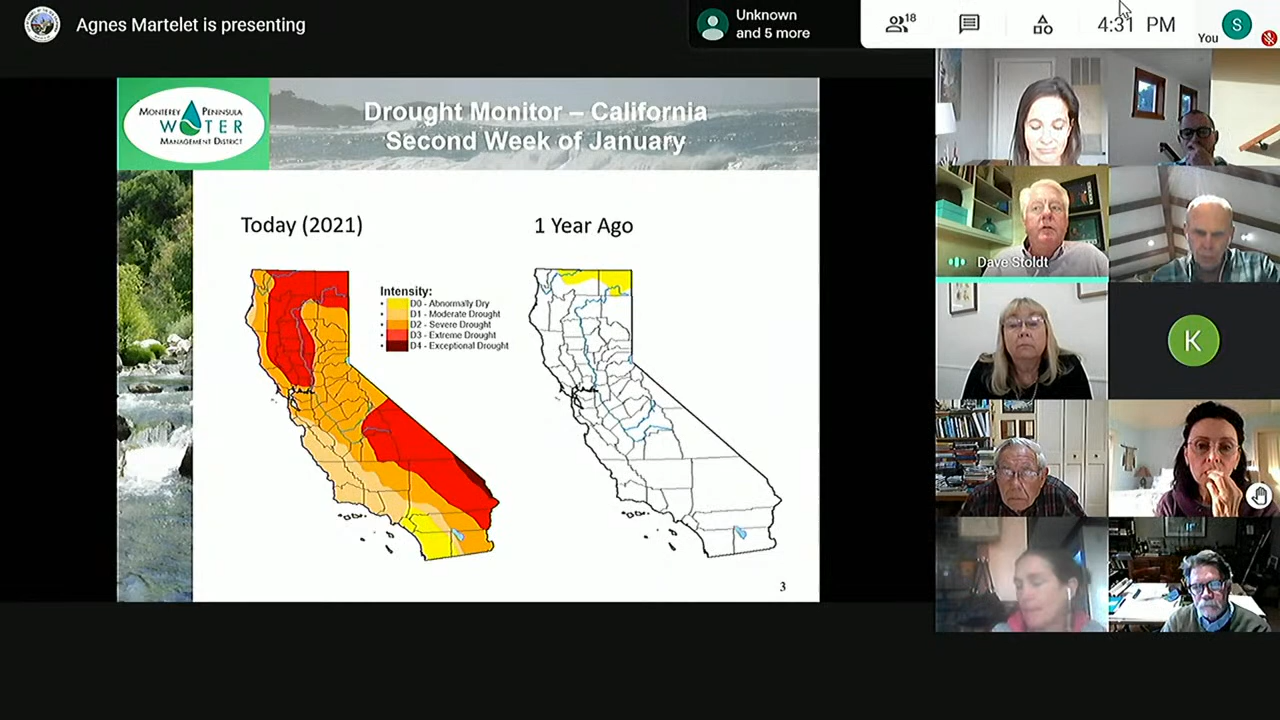 Agnes Martelet is presenting
Unknown
and 5 more
18
4:31 PM
You
S
MONTEREY PENINSULA
WATER
MANAGEMENT DISTRICT
Drought Monitor – California
Second Week of January
Today (2021)
1 Year Ago
Intensity:
D0 - Abnormally Dry
D1 - Moderate Drought
D2 - Severe Drought
D3 - Extreme Drought
D4 - Exceptional Drought
3
Dave Stoldt
K